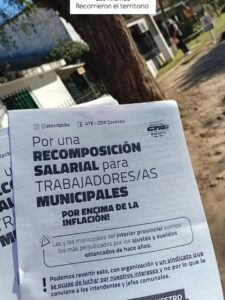 Recorrieron el territorio
ATE - CDP Cordoba
CTA
Por una
RECOMPOSICIÓN
SALARIAL para
TRABAJADORES/AS
MUNICIPALES
POR ENCIMA DE LA
INFLACIÓN!
Las y los municipales del interior provincial somos
los más perjudicados por los ajustes y sueldos
estancados de hace años.
! Podemos revertir esto, con organización y un sindicato que
se ocupe de luchar por nuestros intereses y no por lo que le
conviene a los intendentes y jefes comunales.